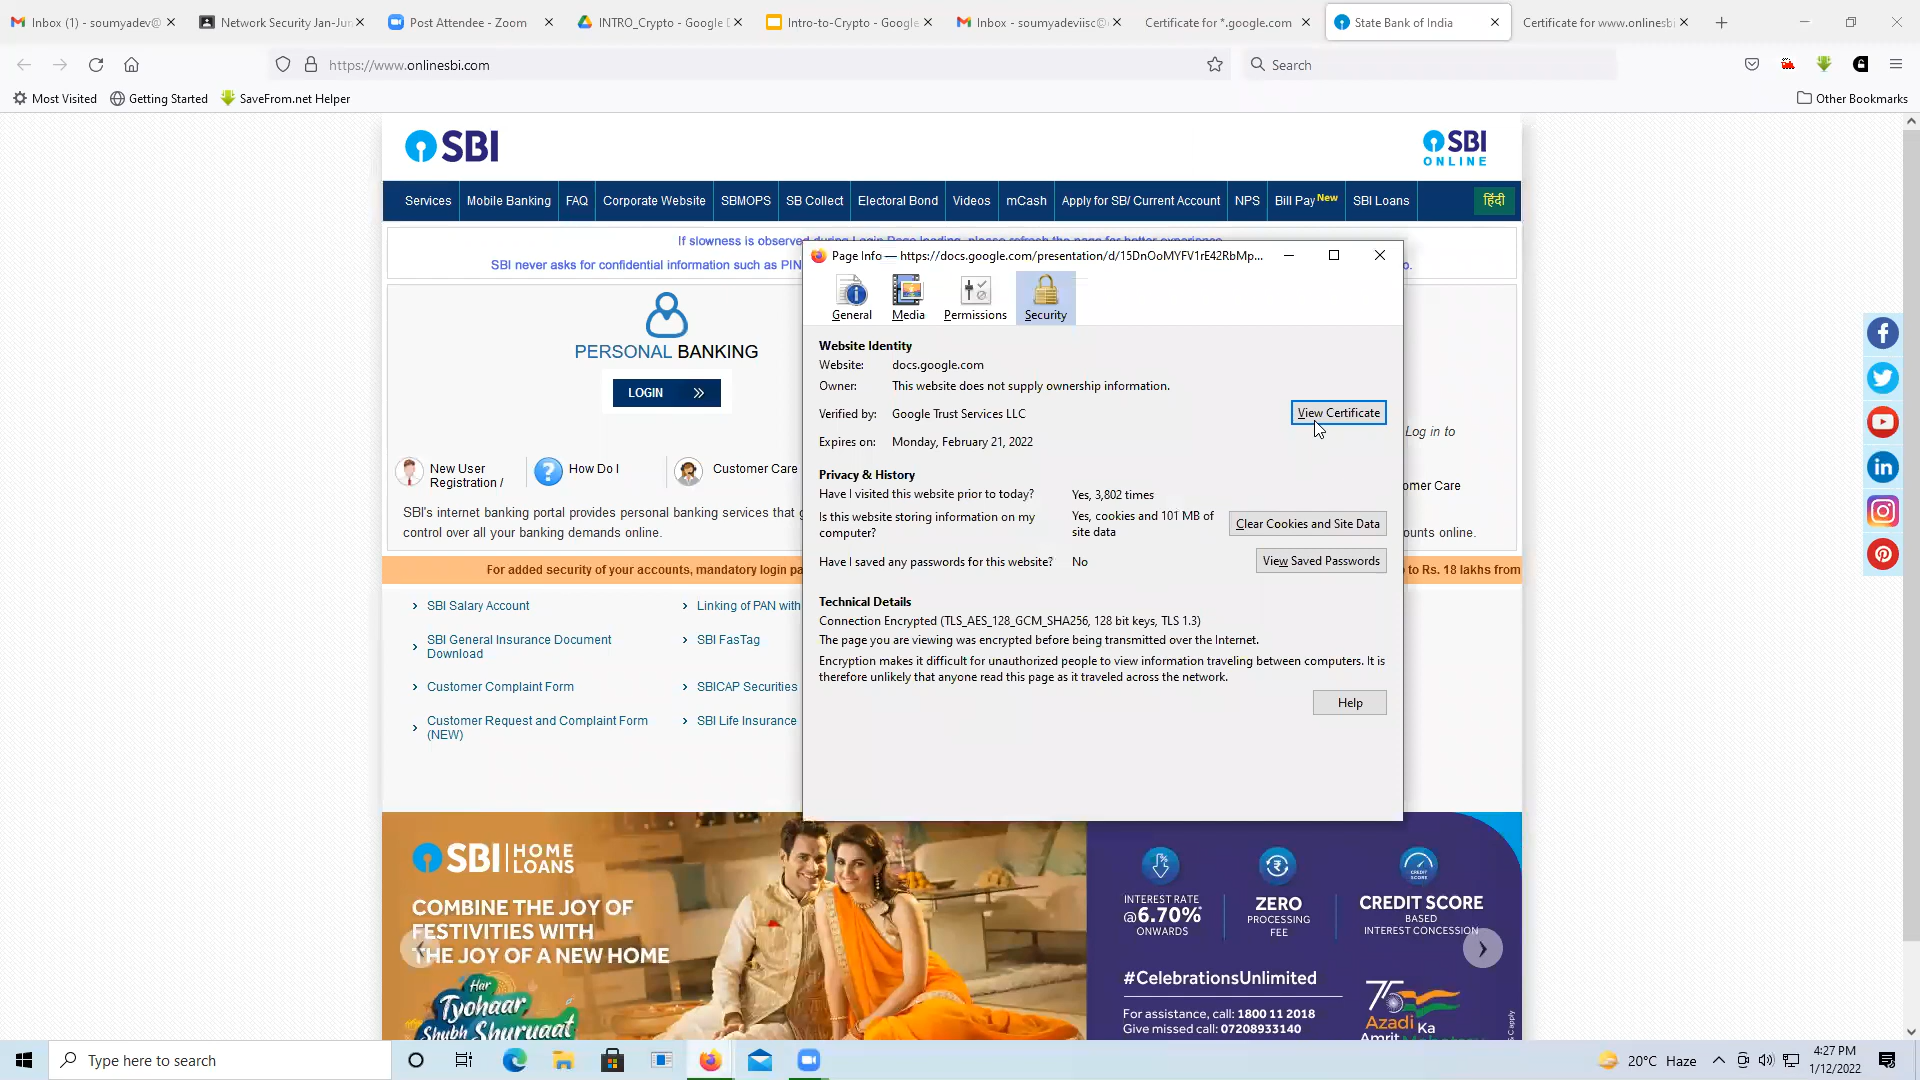 Inbox (1) - soumyadev@
Network Security Jan-Jun
Post Attendee - Zoom
INTRO_Crypto - Google D
Intro-to-Crypto - Google
Inbox - soumyadeviisc@
Certificate for *.google.com
State Bank of India
Certificate for www.onlinesbi
https://www.onlinesbi.com
Search
Most Visited
Getting Started
SaveFrom.net Helper
Other Bookmarks
SBI
SBI
ONLINE
Services
Mobile Banking
FAQ
Corporate Website
SBMOPS
SB Collect
Electoral Bond
Videos
mCash
Apply for SB/ Current Account
NPS
Bill Pay New
SBI Loans
हिंदी
If slowness is observed during Login Page loading, please refresh the page for better experience.
SBI never asks for confidential information such as PIN
Page Info — https://docs.google.com/presentation/d/15DnOoMYFV1rE42RbMp...
General
Media
Permissions
Security
Website Identity
Website: docs.google.com
Owner: This website does not supply ownership information.
Verified by: Google Trust Services LLC
View Certificate
Expires on: Monday, February 21, 2022
Privacy & History
Have I visited this website prior to today? Yes, 3,802 times
Is this website storing information on my computer?
Yes, cookies and 101 MB of site data
Clear Cookies and Site Data
Have I saved any passwords for this website? No
View Saved Passwords
Technical Details
Connection Encrypted (TLS_AES_128_GCM_SHA256, 128 bit keys, TLS 1.3)
The page you are viewing was encrypted before being transmitted over the Internet.
Encryption makes it difficult for unauthorized people to view information traveling between computers. It is
therefore unlikely that anyone read this page as it traveled across the network.
Help
PERSONAL BANKING
LOGIN
Log in to
New User
Registration /
How Do I
Customer Care
omer Care
SBI's internet banking portal provides personal banking services that g
control over all your banking demands online.
ounts online.
For added security of your accounts, mandatory login pa
to Rs. 18 lakhs from
SBI Salary Account
Linking of PAN with
SBI General Insurance Document
Download
SBI FasTag
Customer Complaint Form
SBICAP Securities
Customer Request and Complaint Form
(NEW)
SBI Life Insurance
SBI HOME
LOANS
COMBINE THE JOY OF
FESTIVITIES WITH
THE JOY OF A NEW HOME
Har
Tyohaar
Shubh Shuruaat
INTEREST RATE
@6.70%*
ONWARDS
ZERO
PROCESSING
FEE
CREDIT SCORE
CREDIT SCORE
BASED
INTEREST CONCESSION
#CelebrationsUnlimited
For assistance, call: 1800 11 2018
Give missed call: 07208933140
75
Azadi Ka
Amrit Mahotsav
Type here to search
20°C Haze
4:27 PM
1/12/2022